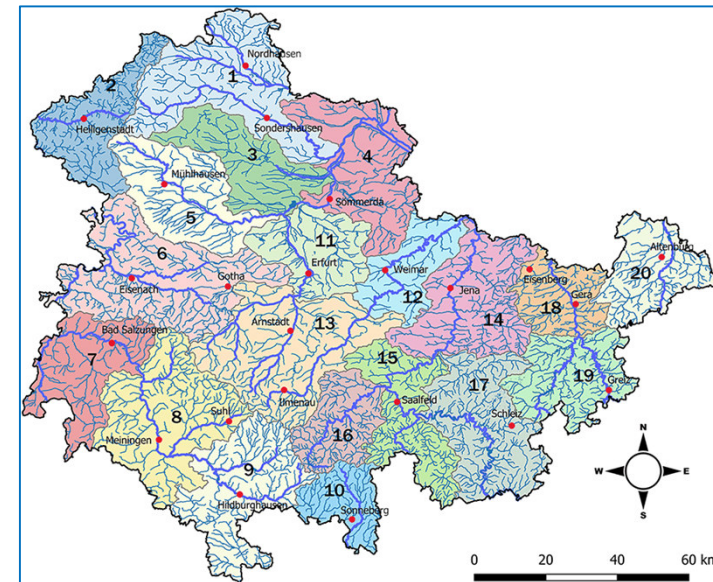 Nordhausen
1
2
Heiligenstadt
Sondershausen
3
4
Mühlhausen
Sömmerda
5
11
6
Altenburg
20
Erfurt
Weimar
Eisenberg
Gotha
Eisenach
12
Jena
14
18
Gera
Arnstadt
13
Bad Salzungen
7
15
17
19
Greiz
Ilmenau
Saalfeld
8
Suhl
Schleiz
16
Meiningen
9
10
Hildburghausen
Sonneberg
N
W
E
S
0 20 40 60 km